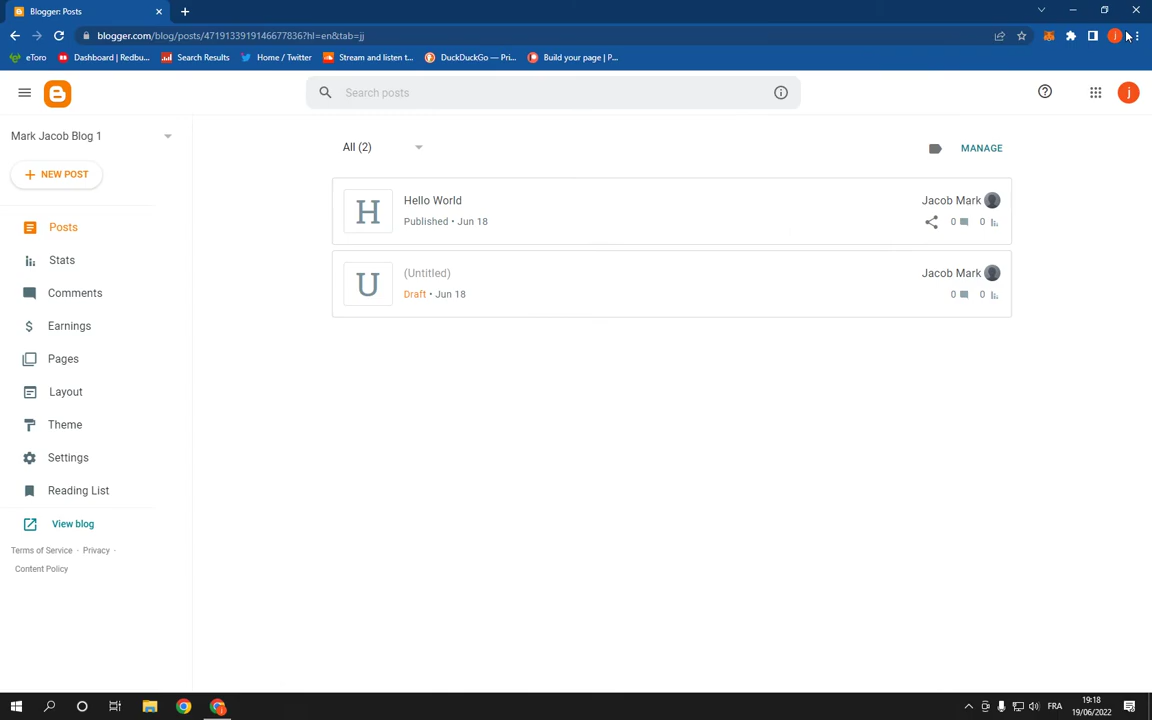 Blogger: Posts
blogger.com/blog/posts/4719133919146677836?hl=en&tab=jj
eToro
Dashboard | Redbu...
Search Results
Home / Twitter
Stream and listen t...
DuckDuckGo — Pri...
Build your page | P...
Search posts
j
Mark Jacob Blog 1
All (2)
MANAGE
+ NEW POST
H
Hello World
Jacob Mark
Published • Jun 18
0
0
U
(Untitled)
Jacob Mark
Draft • Jun 18
0
0
Posts
Stats
Comments
Earnings
Pages
Layout
Theme
Settings
Reading List
View blog
Terms of Service · Privacy ·
Content Policy
19:18
FRA
19/06/2022